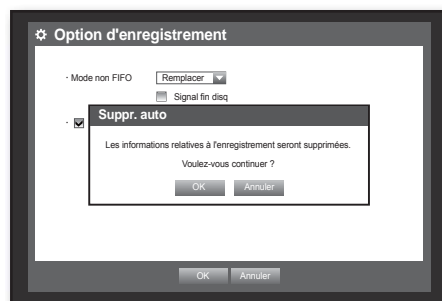 Option d'enregistrement
· Mode non FIFO Remplacer
Signal fin disq
·
Suppr. auto
Les informations relatives à l'enregistrement seront supprimées.
Voulez-vous continuer ?
OK Annuler
OK Annuler